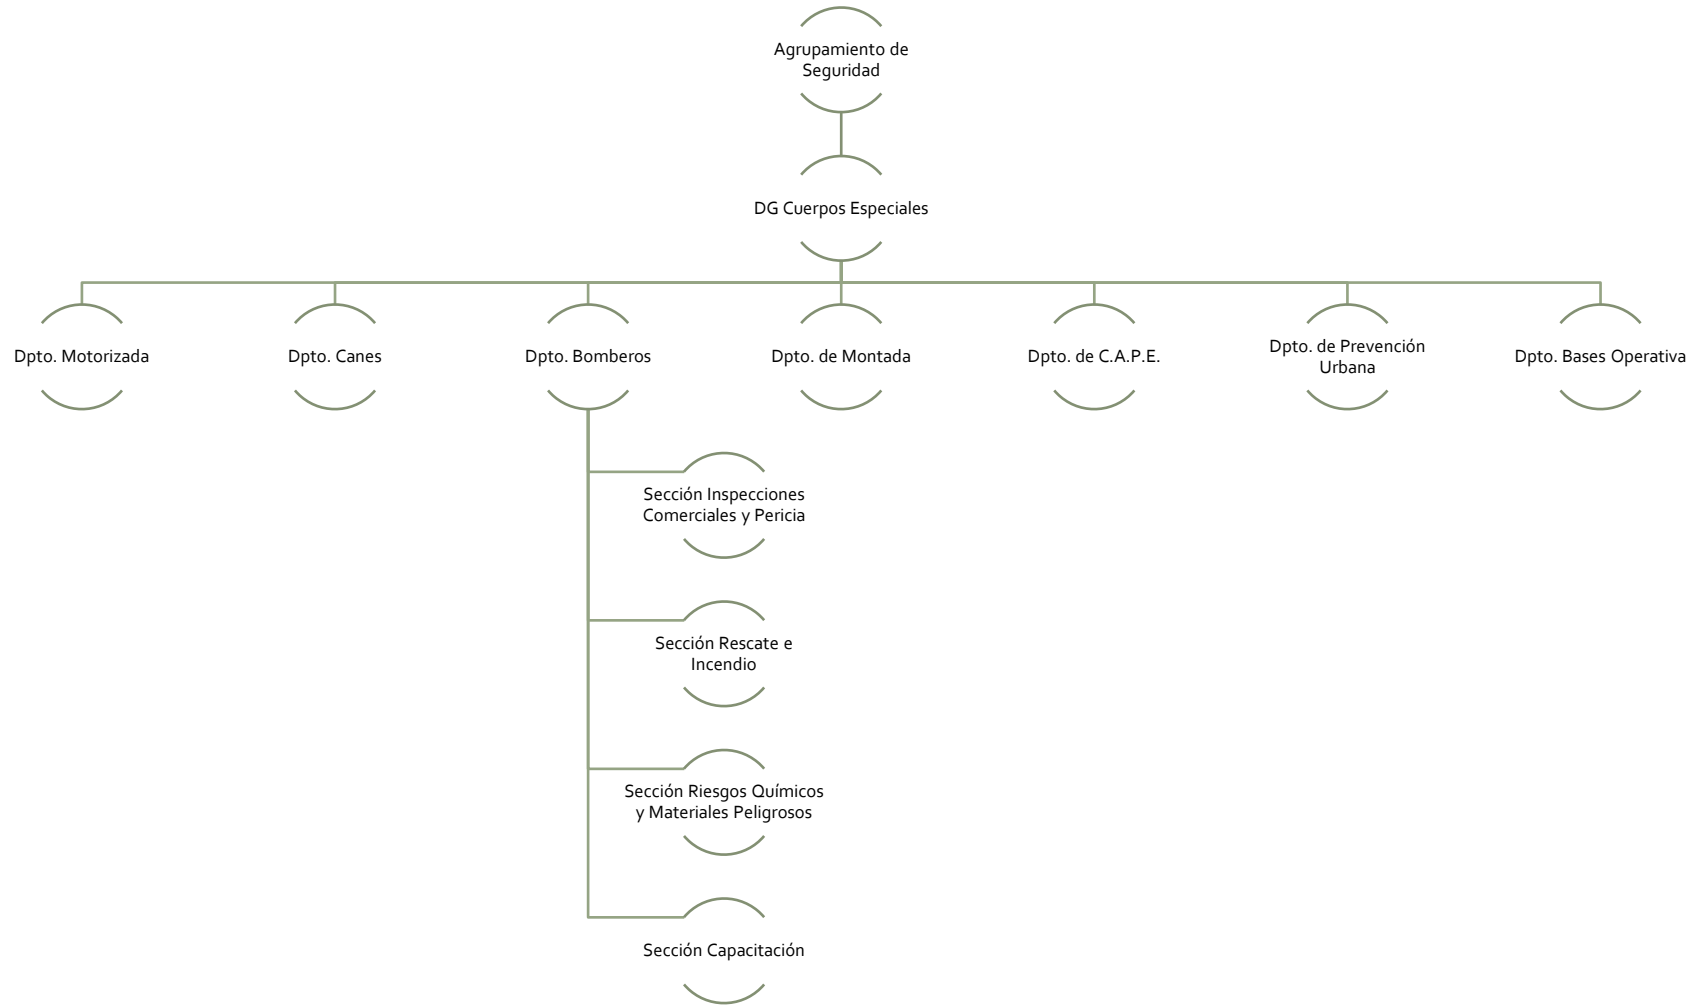 Agrupamiento de
Seguridad
DG Cuerpos Especiales
Dpto. Motorizada
Dpto. Canes
Dpto. Bomberos
Dpto. de Montada
Dpto. de C.A.P.E.
Dpto. de Prevención
Urbana
Dpto. Bases Operativa
Sección Inspecciones
Comerciales y Pericia
Sección Rescate e
Incendio
Sección Riesgos Químicos
y Materiales Peligrosos
Sección Capacitación